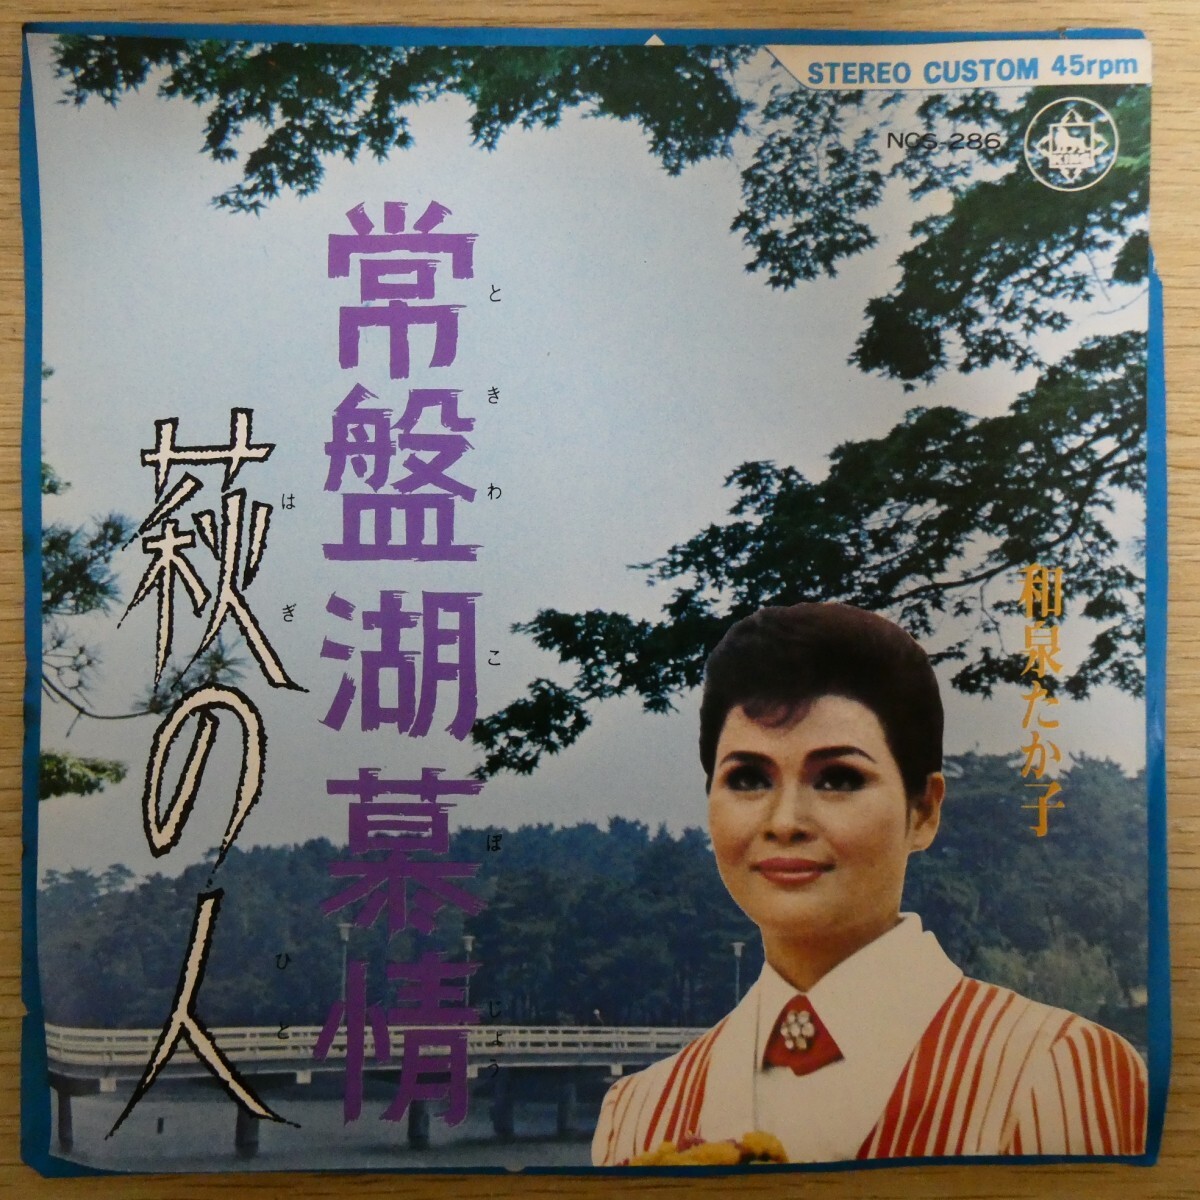 STEREO CUSTOM 45rpm
NCS-286
KING
常盤湖慕情
ときわこぼじょう
萩の人
はぎひと
和泉たか子